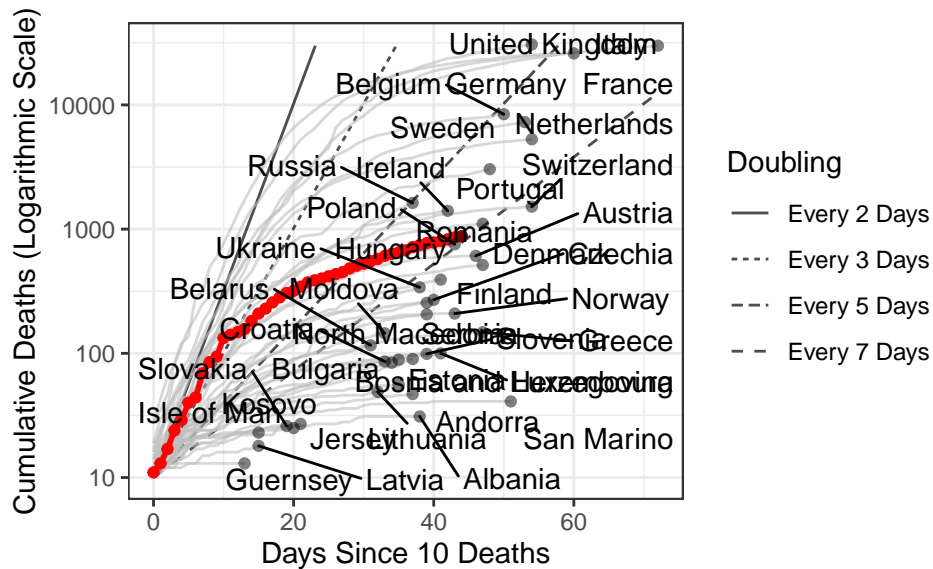 Cumulative Deaths (Logarithmic Scale)
10000
1000
100
10
United Kingdom
Italy
Belgium
Germany
France
Sweden
Netherlands
Russia
Ireland
Switzerland
Portugal
Poland
Austria
Romania
Ukraine
Hungary
Denmark
Czechia
Belarus
Moldova
Finland
Norway
Croatia
North Macedonia
Serbia
Slovenia
Greece
Slovakia
Bulgaria
Bosnia and Herzegovina
Estonia
Luxembourg
Isle of Man
Kosovo
Andorra
Jersey
Lithuania
San Marino
Guernsey
Latvia
Albania
0
20
40
60
Days Since 10 Deaths
Doubling
Every 2 Days
Every 3 Days
Every 5 Days
Every 7 Days